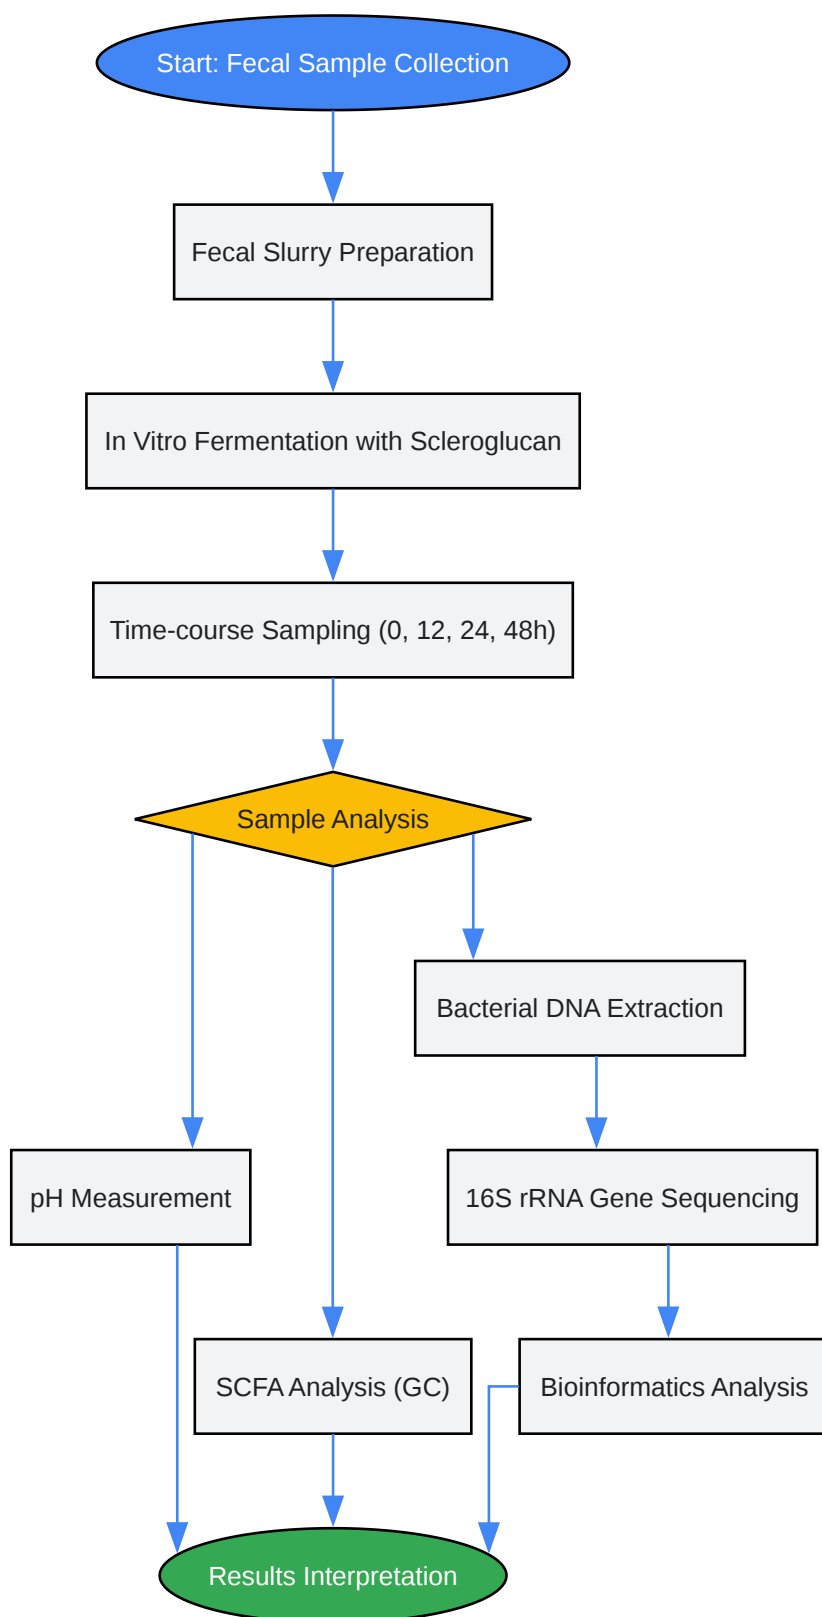 Start: Fecal Sample Collection
Fecal Slurry Preparation
In Vitro Fermentation with Scleroglucan
Time-course Sampling (0, 12, 24, 48h)
Sample Analysis
Bacterial DNA Extraction
pH Measurement
16S rRNA Gene Sequencing
SCFA Analysis (GC)
Bioinformatics Analysis
Results Interpretation